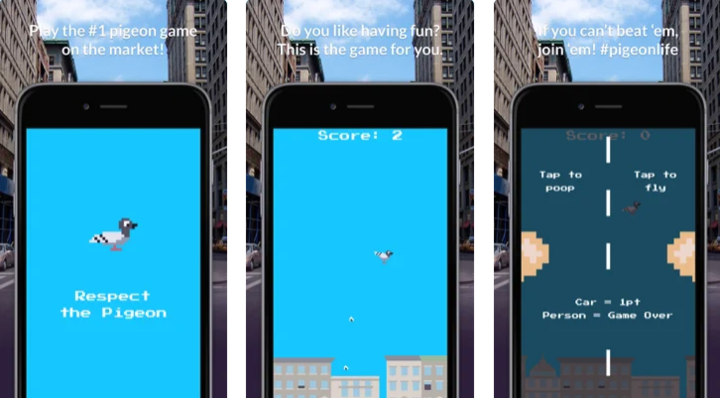 Play the #1 pigeon game
on the market!
Respect
the Pigeon
Do you like having fun?
This is the game for you.
Score: 2
If you can't beat 'em,
join 'em! #pigeonlife
Score: 0
Tap to
poop
Tap to
fly
Car = 1pt
Person = Game Over